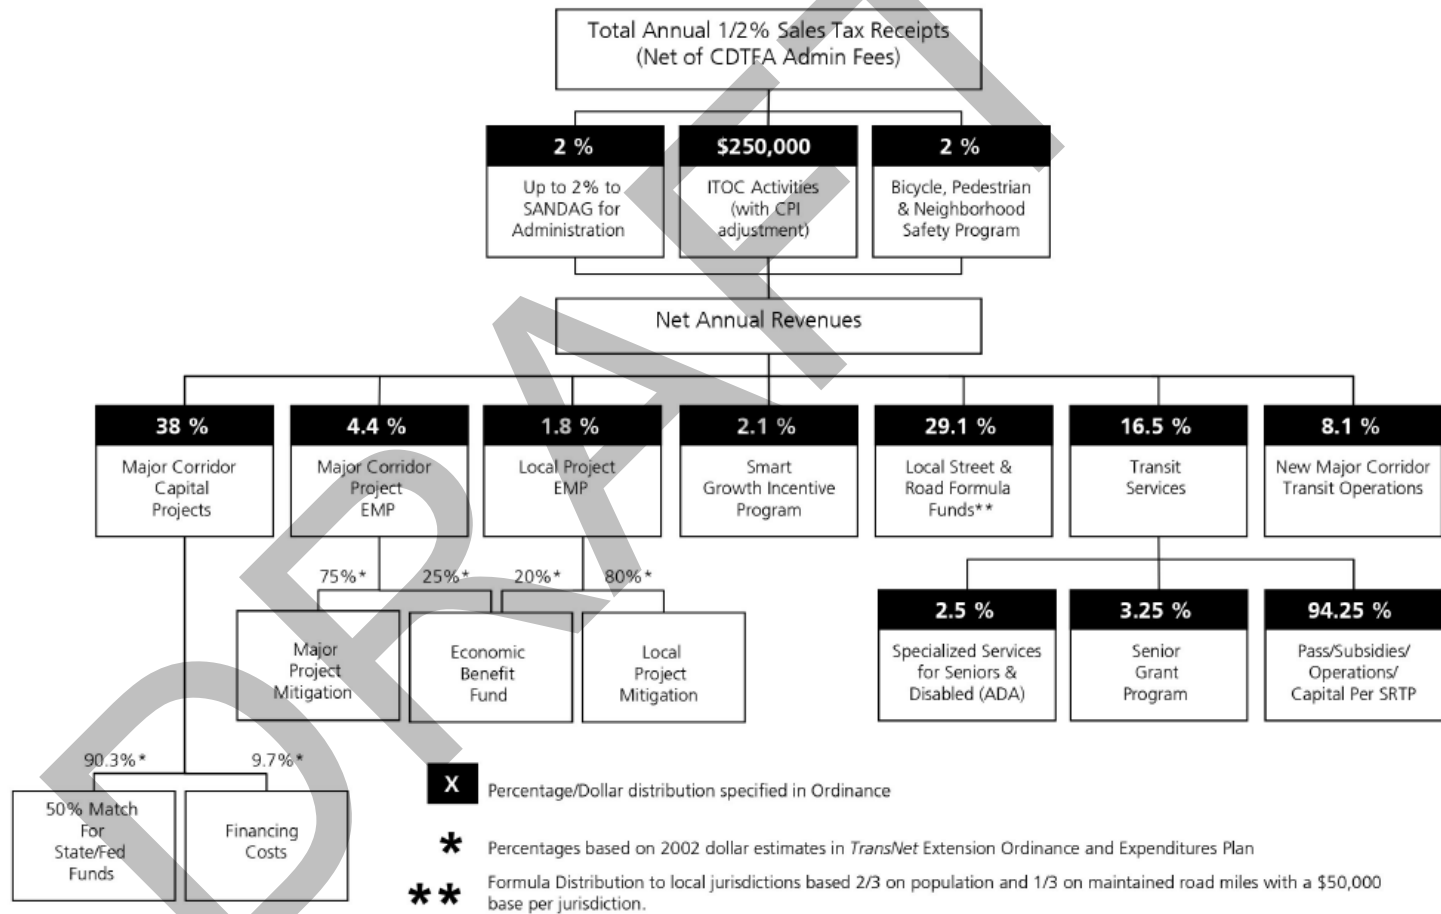 Total Annual 1/2% Sales Tax Receipts
(Net of CDTFA Admin Fees)
2 %
Up to 2% to
SANDAG for
Administration
$250,000
ITOC Activities
(with CPI
adjustment)
2 %
Bicycle, Pedestrian
& Neighborhood
Safety Program
Net Annual Revenues
38 %
Major Corridor
Capital
Projects
4.4 %
Major Corridor
Project
EMP
1.8 %
Local Project
EMP
2.1 %
Smart
Growth Incentive
Program
29.1 %
Local Street &
Road Formula
Funds**
16.5 %
Transit
Services
8.1 %
New Major Corridor
Transit Operations
75%*
25%*
20%*
80%*
Major
Project
Mitigation
Economic
Benefit
Fund
Local
Project
Mitigation
2.5 %
Specialized Services
for Seniors &
Disabled (ADA)
3.25 %
Senior
Grant
Program
94.25 %
Pass/Subsidies/
Operations/
Capital Per SRTP
90.3%*
9.7%*
50% Match
For
State/Fed
Funds
Financing
Costs
X Percentage/Dollar distribution specified in Ordinance
* Percentages based on 2002 dollar estimates in TransNet Extension Ordinance and Expenditures Plan
** Formula Distribution to local jurisdictions based 2/3 on population and 1/3 on maintained road miles with a $50,000
base per jurisdiction.
DRAFT